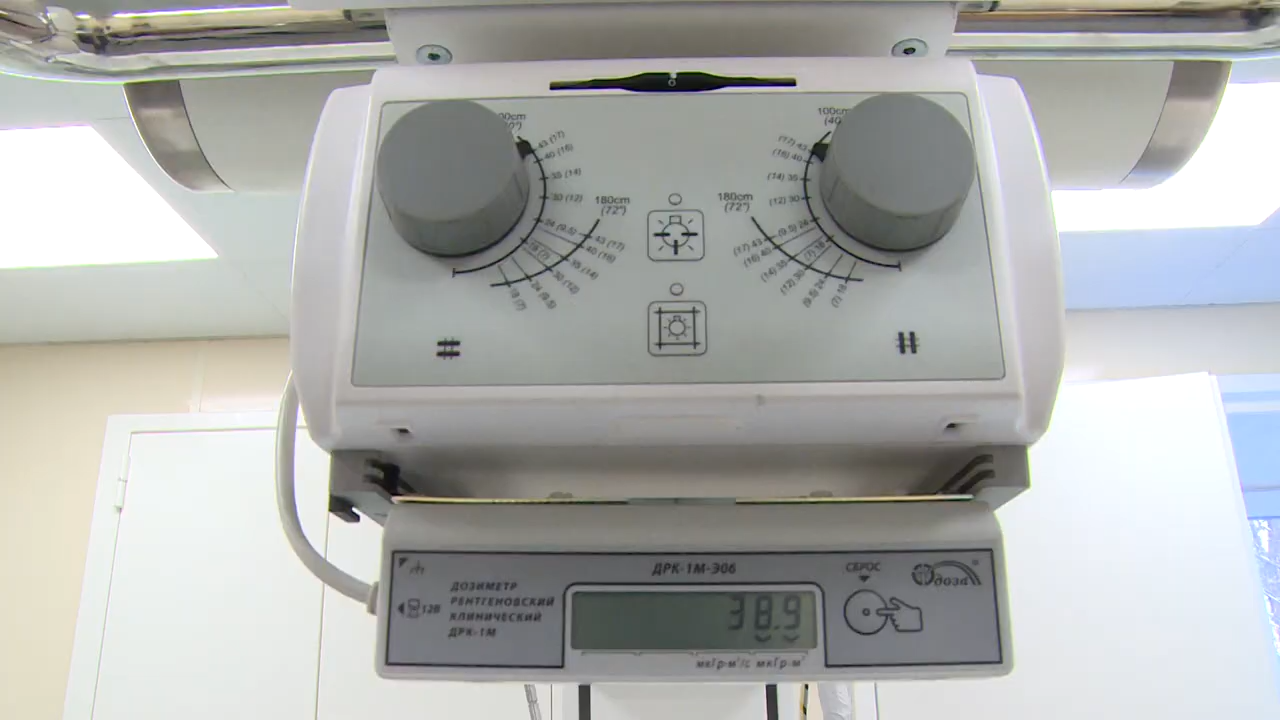 100cm
(40
43 (17)
40 (16)
35 (14)
30 (12)
24 (9.5)
180cm
(72")
43 (17)
40 (16)
35 (14)
30 (12)
24 (9.5)
18 (7)
180cm
(72")
(17) 43
(16) 40
(14) 35
(12) 30
(9.5) 24
(7) 18
(17) 43
(16) 40
(14) 35
(12) 30
(9.5) 24
(7) 18
ДРК-1М-Э06
СБРОС
доза
12В
ДОЗИМЕТР
РЕНТГЕНОВСКИЙ
КЛИНИЧЕСКИЙ
ДРК-1М
38.9
мкГр·м²/с мкГр·м²